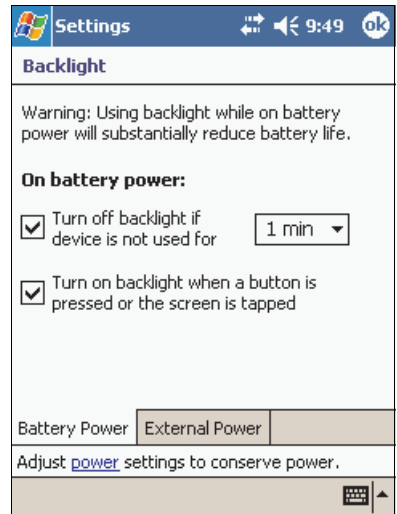 Settings 9:49 ok
Backlight
Warning: Using backlight while on battery
power will substantially reduce battery life.
On battery power:
Turn off backlight if
device is not used for 1 min
Turn on backlight when a button is
pressed or the screen is tapped
Battery Power External Power
Adjust power settings to conserve power.